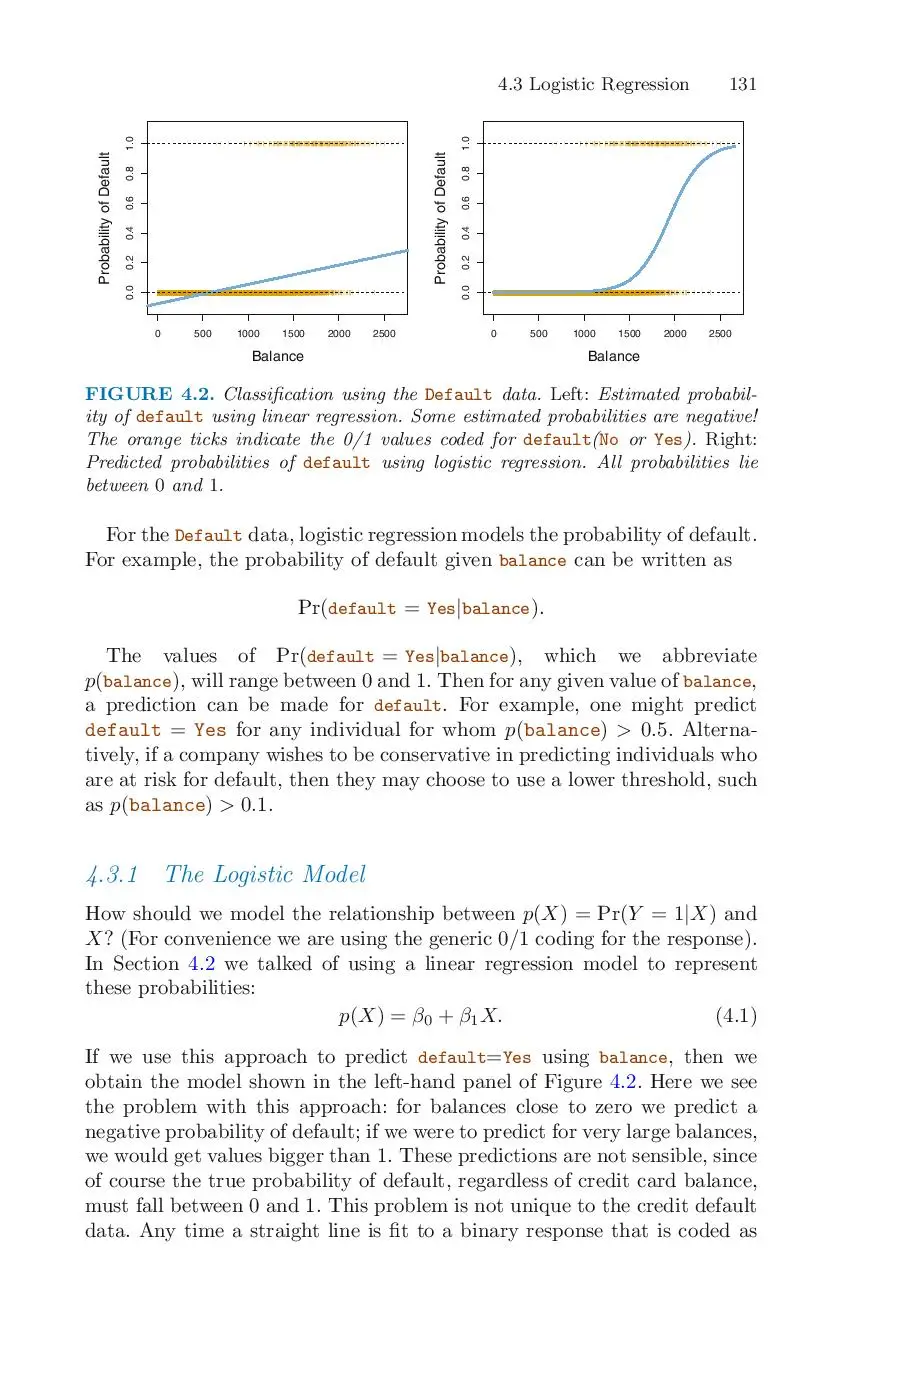 4.3 Logistic Regression 131
Probability of Default
0.0 0.2 0.4 0.6 0.8 1.0
0 500 1000 1500 2000 2500
Balance
Probability of Default
0.0 0.2 0.4 0.6 0.8 1.0
0 500 1000 1500 2000 2500
Balance
FIGURE 4.2. Classification using the Default data. Left: Estimated probabil-
ity of default using linear regression. Some estimated probabilities are negative!
The orange ticks indicate the 0/1 values coded for default(No or Yes). Right:
Predicted probabilities of default using logistic regression. All probabilities lie
between 0 and 1.
For the Default data, logistic regression models the probability of default.
For example, the probability of default given balance can be written as
Pr(default = Yes|balance).
The values of Pr(default = Yes|balance), which we abbreviate
p(balance), will range between 0 and 1. Then for any given value of balance,
a prediction can be made for default. For example, one might predict
default = Yes for any individual for whom p(balance) > 0.5. Alterna-
tively, if a company wishes to be conservative in predicting individuals who
are at risk for default, then they may choose to use a lower threshold, such
as p(balance) > 0.1.
4.3.1 The Logistic Model
How should we model the relationship between p(X) = Pr(Y = 1|X) and
X? (For convenience we are using the generic 0/1 coding for the response).
In Section 4.2 we talked of using a linear regression model to represent
these probabilities:
p(X) = β₀ + β₁X. (4.1)
If we use this approach to predict default=Yes using balance, then we
obtain the model shown in the left-hand panel of Figure 4.2. Here we see
the problem with this approach: for balances close to zero we predict a
negative probability of default; if we were to predict for very large balances,
we would get values bigger than 1. These predictions are not sensible, since
of course the true probability of default, regardless of credit card balance,
must fall between 0 and 1. This problem is not unique to the credit default
data. Any time a straight line is fit to a binary response that is coded as